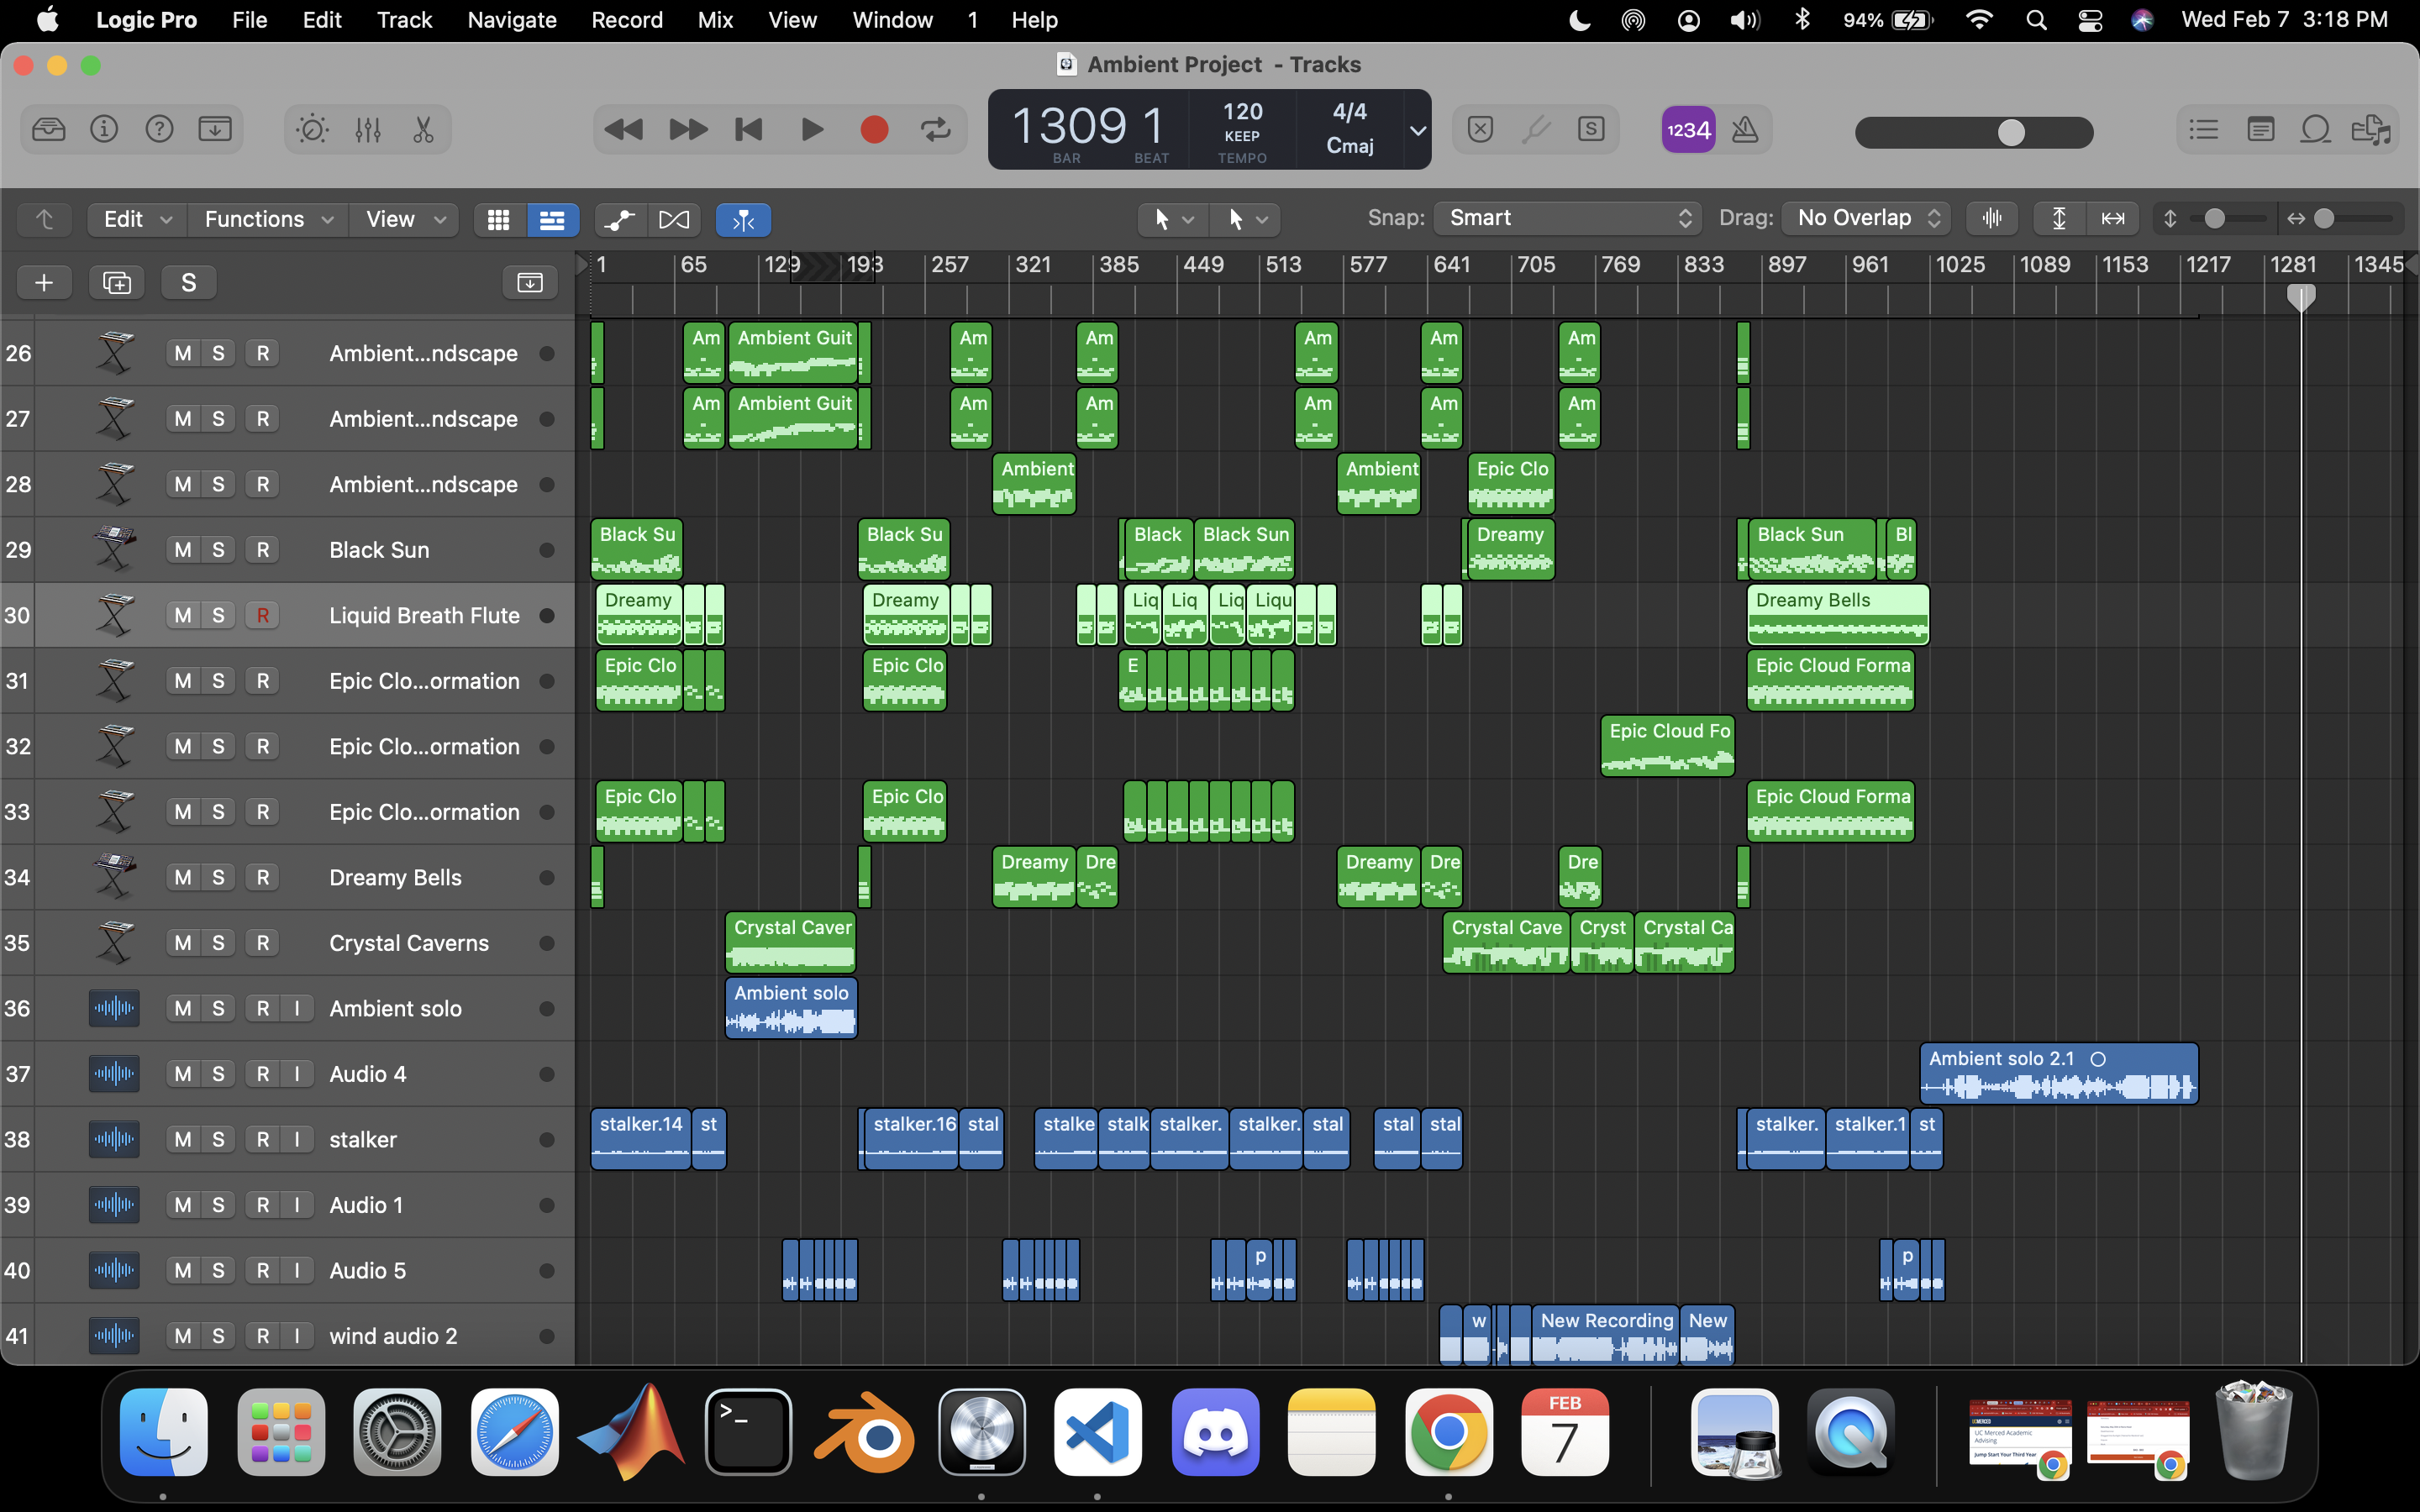 Logic Pro File Edit Track Navigate Record Mix View Window 1 Help 94% Wed Feb 7 3:18 PM
Ambient Project - Tracks
1309 1 120 4/4
KEEP Cmaj
BAR BEAT TEMPO
S 1234
Edit Functions View Snap: Smart Drag: No Overlap
S
1 65 129 193 257 321 385 449 513 577 641 705 769 833 897 961 1025 1089 1153 1217 1281 1345
26 M S R Ambient...ndscape Am Ambient Guit Am Am Am Am Am
27 M S R Ambient...ndscape Am Ambient Guit Am Am Am Am Am
28 M S R Ambient...ndscape Ambient Ambient Epic Clo
29 M S R Black Sun Black Su Black Su Black Black Sun Dreamy Black Sun Bl
30 M S R Liquid Breath Flute Dreamy Dreamy Liq Liq Liq Liqu Dreamy Bells
31 M S R Epic Clo...ormation Epic Clo Epic Clo E Epic Cloud Forma
32 M S R Epic Clo...ormation Epic Cloud Fo
33 M S R Epic Clo...ormation Epic Clo Epic Clo Epic Cloud Forma
34 M S R Dreamy Bells Dreamy Dre Dreamy Dre Dre
35 M S R Crystal Caverns Crystal Caver Crystal Cave Cryst Crystal Ca
36 M S R I Ambient solo Ambient solo
37 M S R I Audio 4 Ambient solo 2.1
38 M S R I stalker stalker.14 st stalker.16 stal stalke stalk stalker. stalker. stal stal stal stalker. stalker.1 st
39 M S R I Audio 1
40 M S R I Audio 5 p p
41 M S R I wind audio 2 w New Recording New
>_
FEB
7
UC Merced Academic
Advising
Jump Start Your Third Year